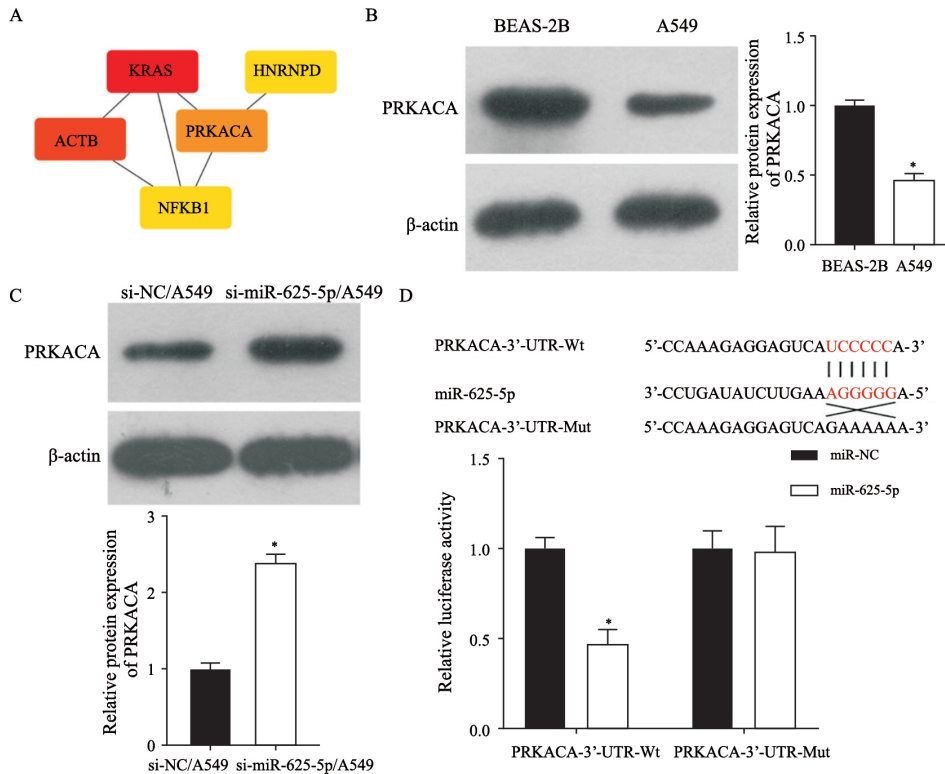 A
KRAS
HNRNPD
ACTB
PRKACA
NFKB1
B
BEAS-2B A549
PRKACA
β-actin
Relative protein expression
of PRKACA
1.5
1.0
0.5
0.0
*
BEAS-2B A549
C
si-NC/A549 si-miR-625-5p/A549
PRKACA
β-actin
Relative protein expression
of PRKACA
3
2
1
0
*
si-NC/A549 si-miR-625-5p/A549
D
PRKACA-3’-UTR-Wt 5’-CCAAAGAGGAGUCAUCCCCCA-3’
miR-625-5p 3’-CCUGAUAUCUUGAAAGGGGGA-5’
PRKACA-3’-UTR-Mut 5’-CCAAAGAGGAGUCAGAAAAAA-3’
miR-NC
miR-625-5p
Relative luciferase activity
1.5
1.0
0.5
0.0
*
PRKACA-3’-UTR-Wt PRKACA-3’-UTR-Mut